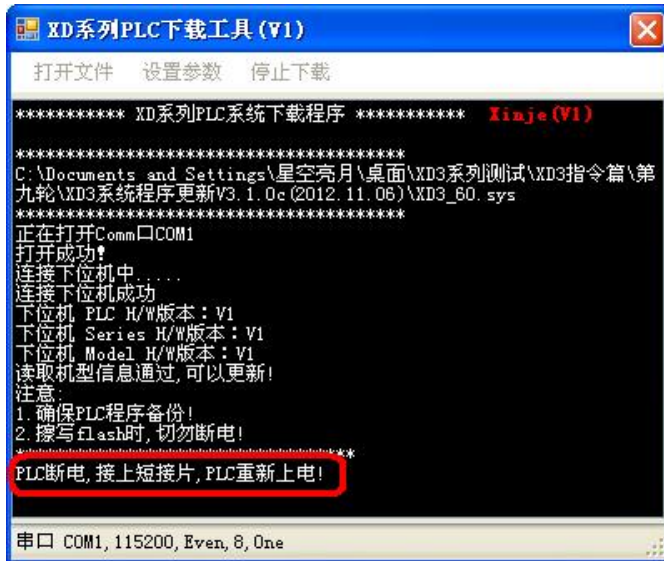 XD系列PLC下载工具(V1)
打开文件 设置参数 停止下载
*********** XD系列PLC系统下载程序 *********** Xinje(V1)
***************************************
C:\Documents and Settings\星空亮月\桌面\XD3系列测试\XD3指令篇\第
九轮\XD3系统程序更新V3.1.0c(2012.11.06)\XD3_60.sys
***************************************
正在打开Comm口COM1
打开成功!
连接下位机中.....
连接下位机成功
下位机 PLC H/W版本：V1
下位机 Series H/W版本：V1
下位机 Model H/W版本：V1
读取机型信息通过,可以更新!
注意:
1.确保PLC程序备份!
2.擦写flash时,切勿断电!
**********************************
PLC断电,接上短接片,PLC重新上电!
串口 COM1,115200,Even,8,One